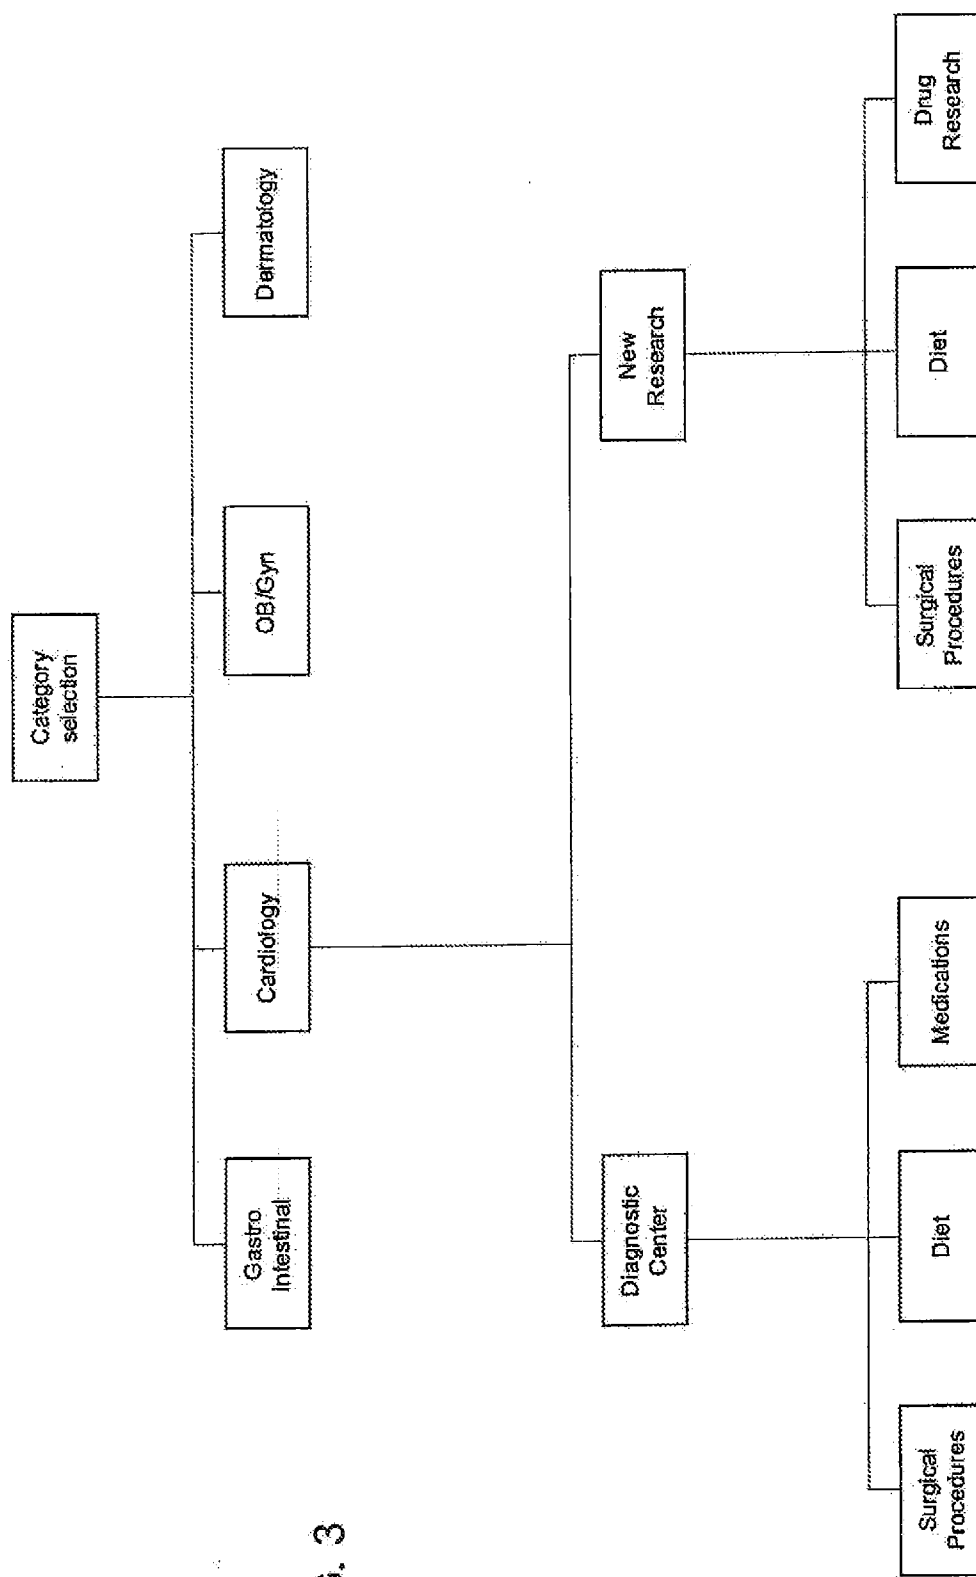 Category
selection
Gastro
Intestinal
Cardiology
OB/Gyn
Dermatology
Diagnostic
Center
New
Research
Surgical
Procedures
Diet
Medications
Surgical
Procedures
Diet
Drug
Research
3